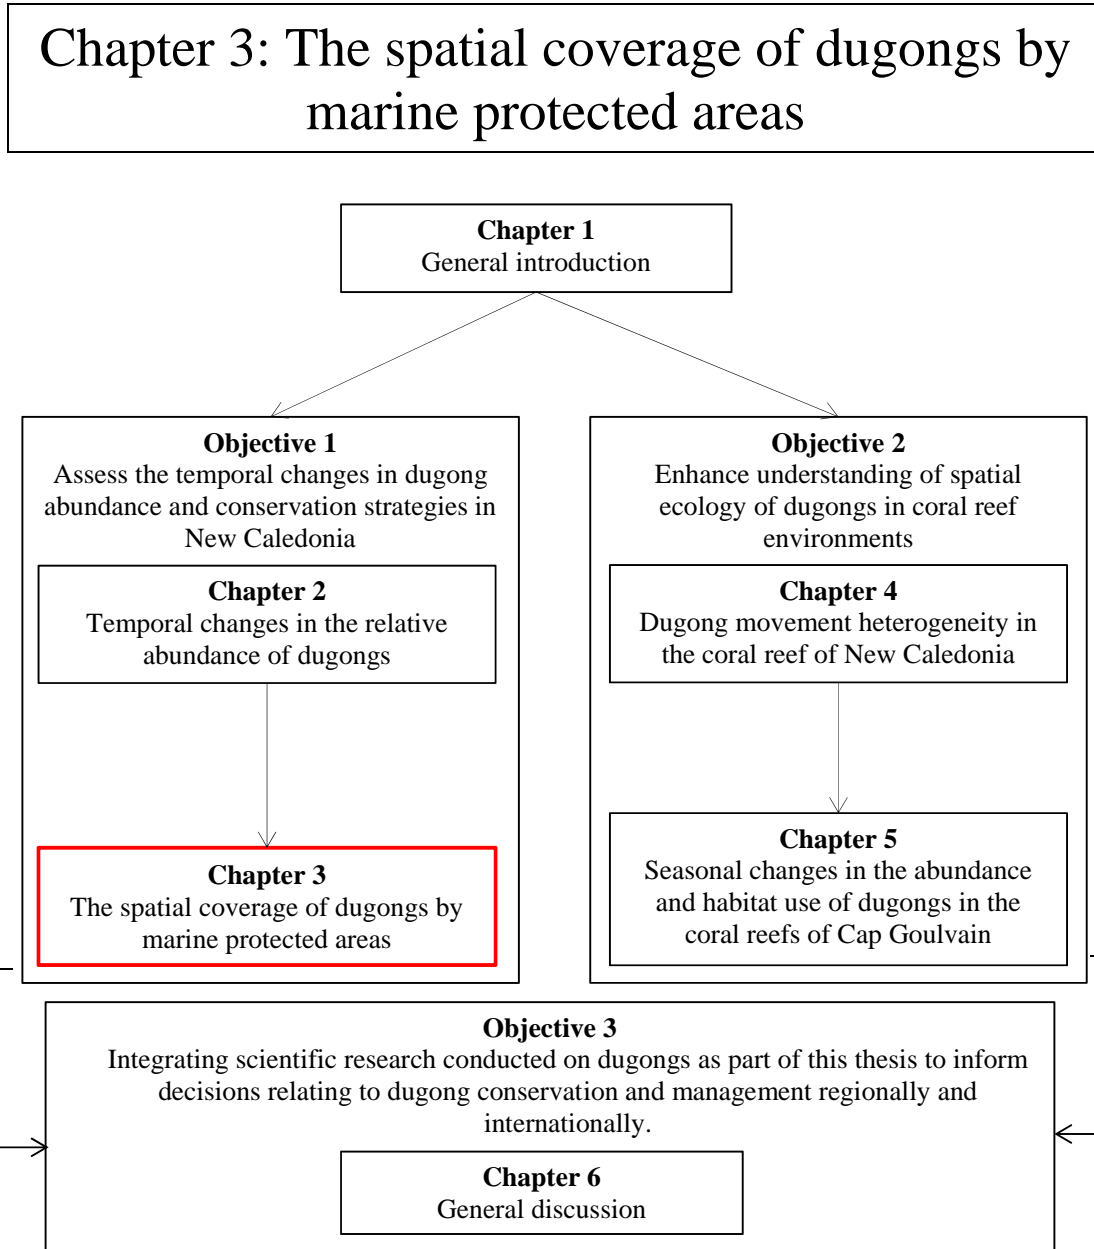 Chapter 3: The spatial coverage of dugongs by
marine protected areas
Chapter 1
General introduction
Objective 1
Assess the temporal changes in dugong
abundance and conservation strategies in
New Caledonia
Chapter 2
Temporal changes in the relative
abundance of dugongs
Chapter 3
The spatial coverage of dugongs by
marine protected areas
Objective 2
Enhance understanding of spatial
ecology of dugongs in coral reef
environments
Chapter 4
Dugong movement heterogeneity in
the coral reef of New Caledonia
Chapter 5
Seasonal changes in the abundance
and habitat use of dugongs in the
coral reefs of Cap Goulvain
Objective 3
Integrating scientific research conducted on dugongs as part of this thesis to inform
decisions relating to dugong conservation and management regionally and
internationally.
Chapter 6
General discussion